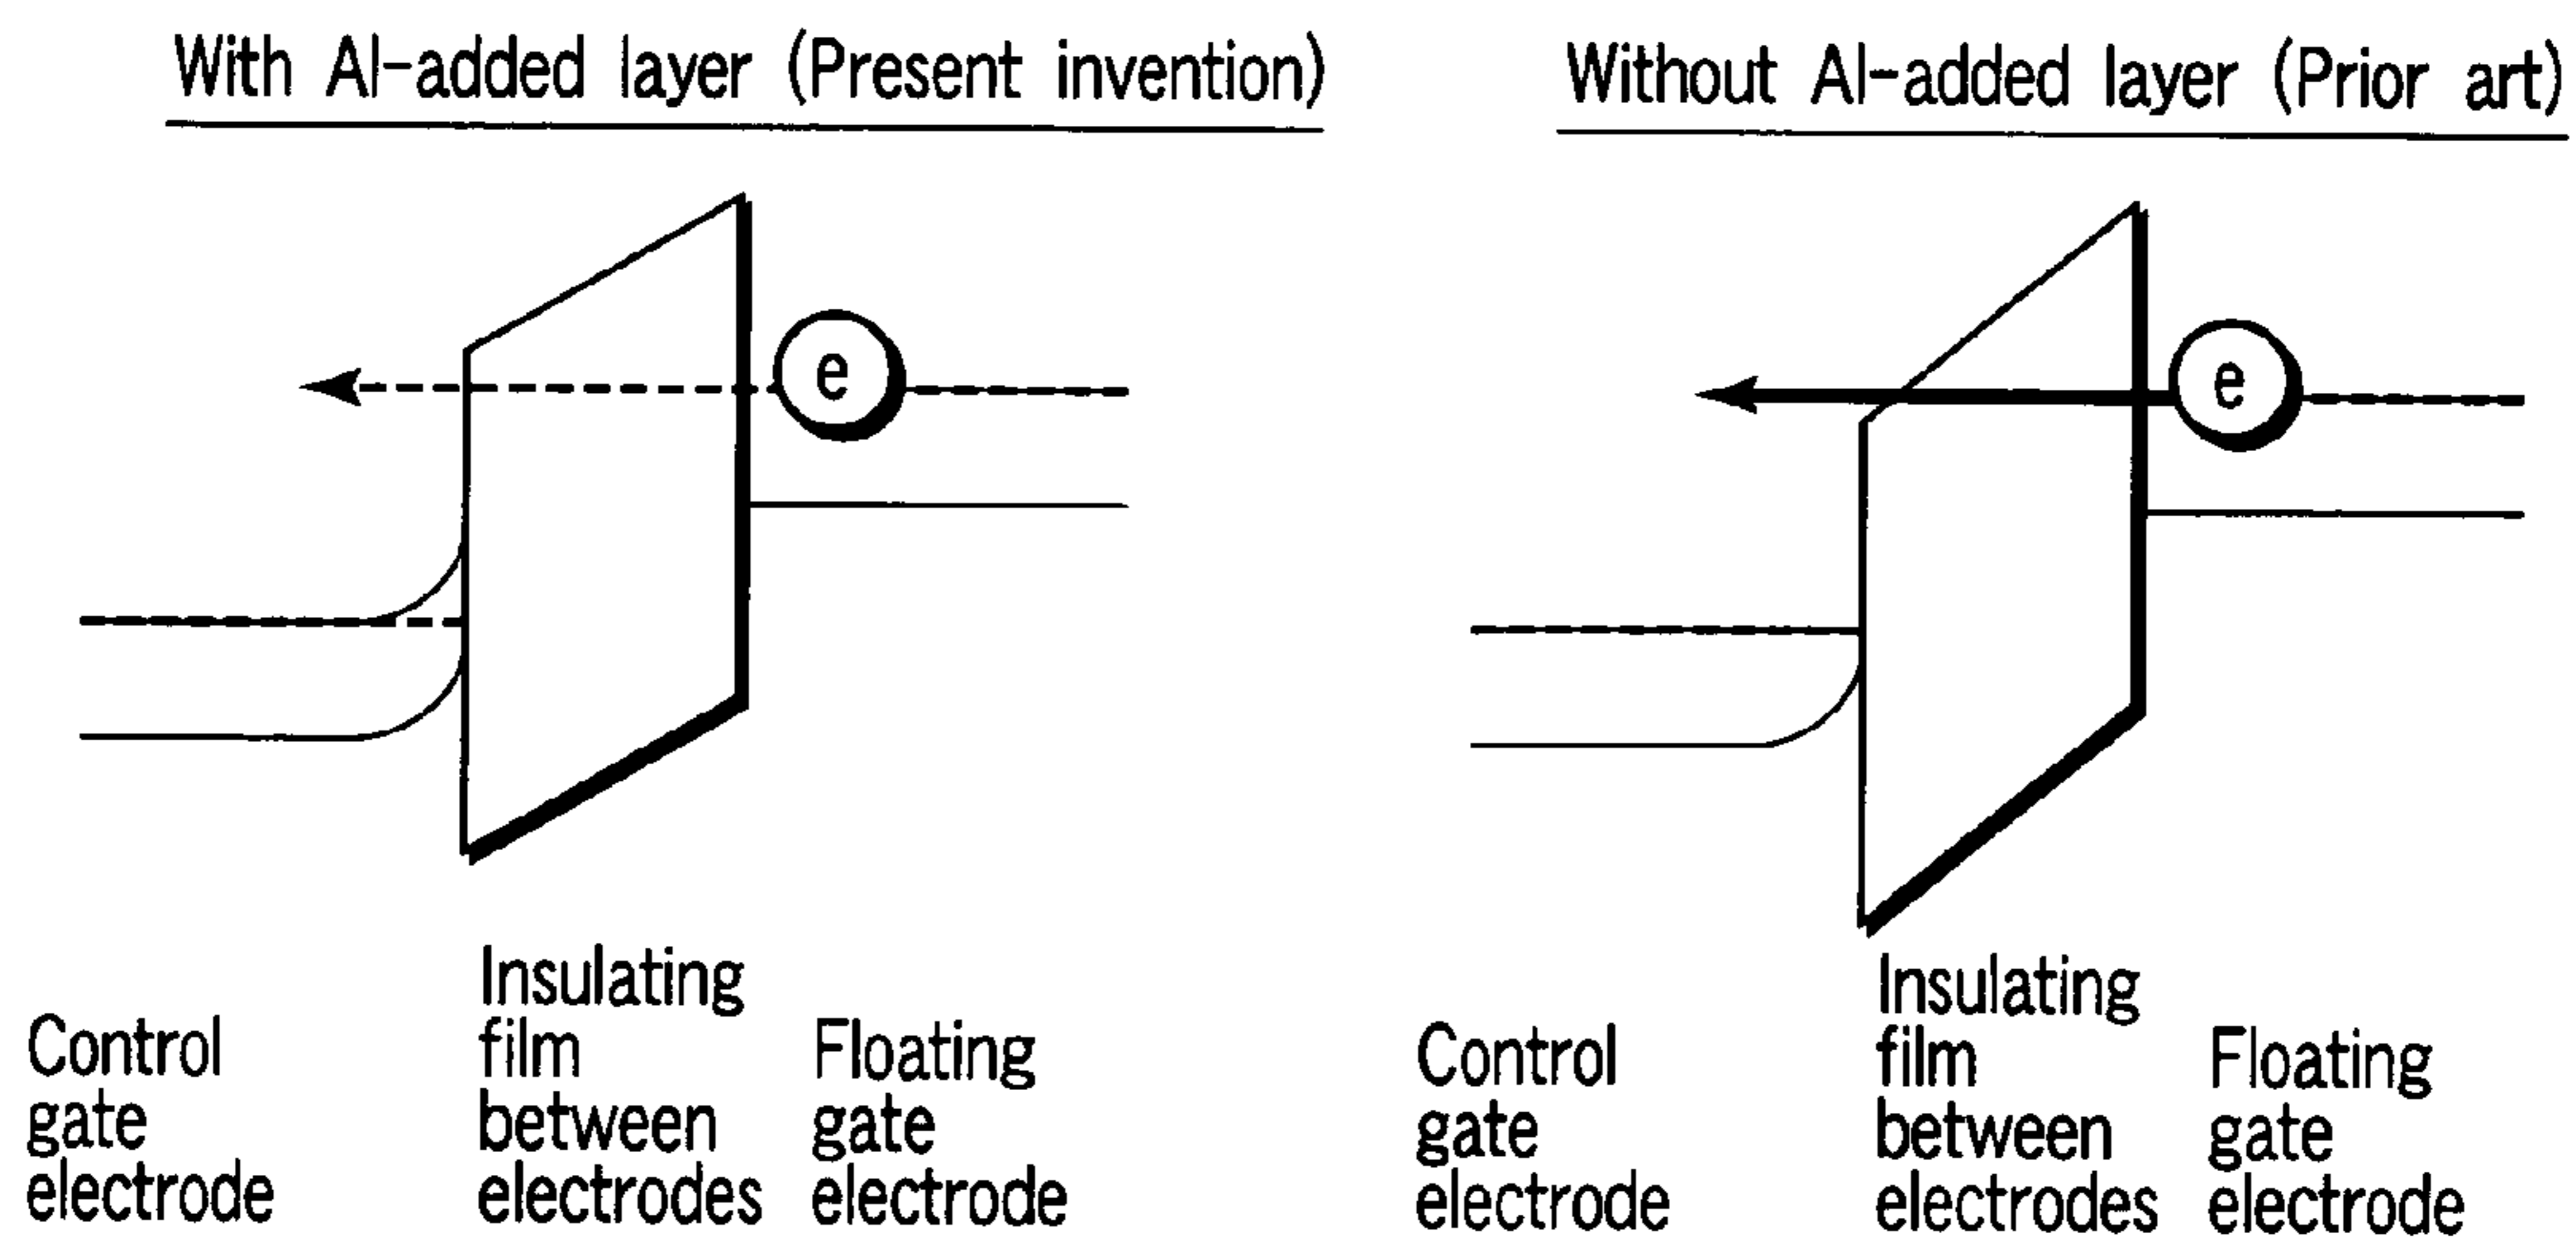 With Al-added layer (Present invention)
e
Control
gate
electrode
Insulating
film
between
electrodes
Floating
gate
electrode
Without Al-added layer (Prior art)
e
Control
gate
electrode
Insulating
film
between
electrodes
Floating
gate
electrode